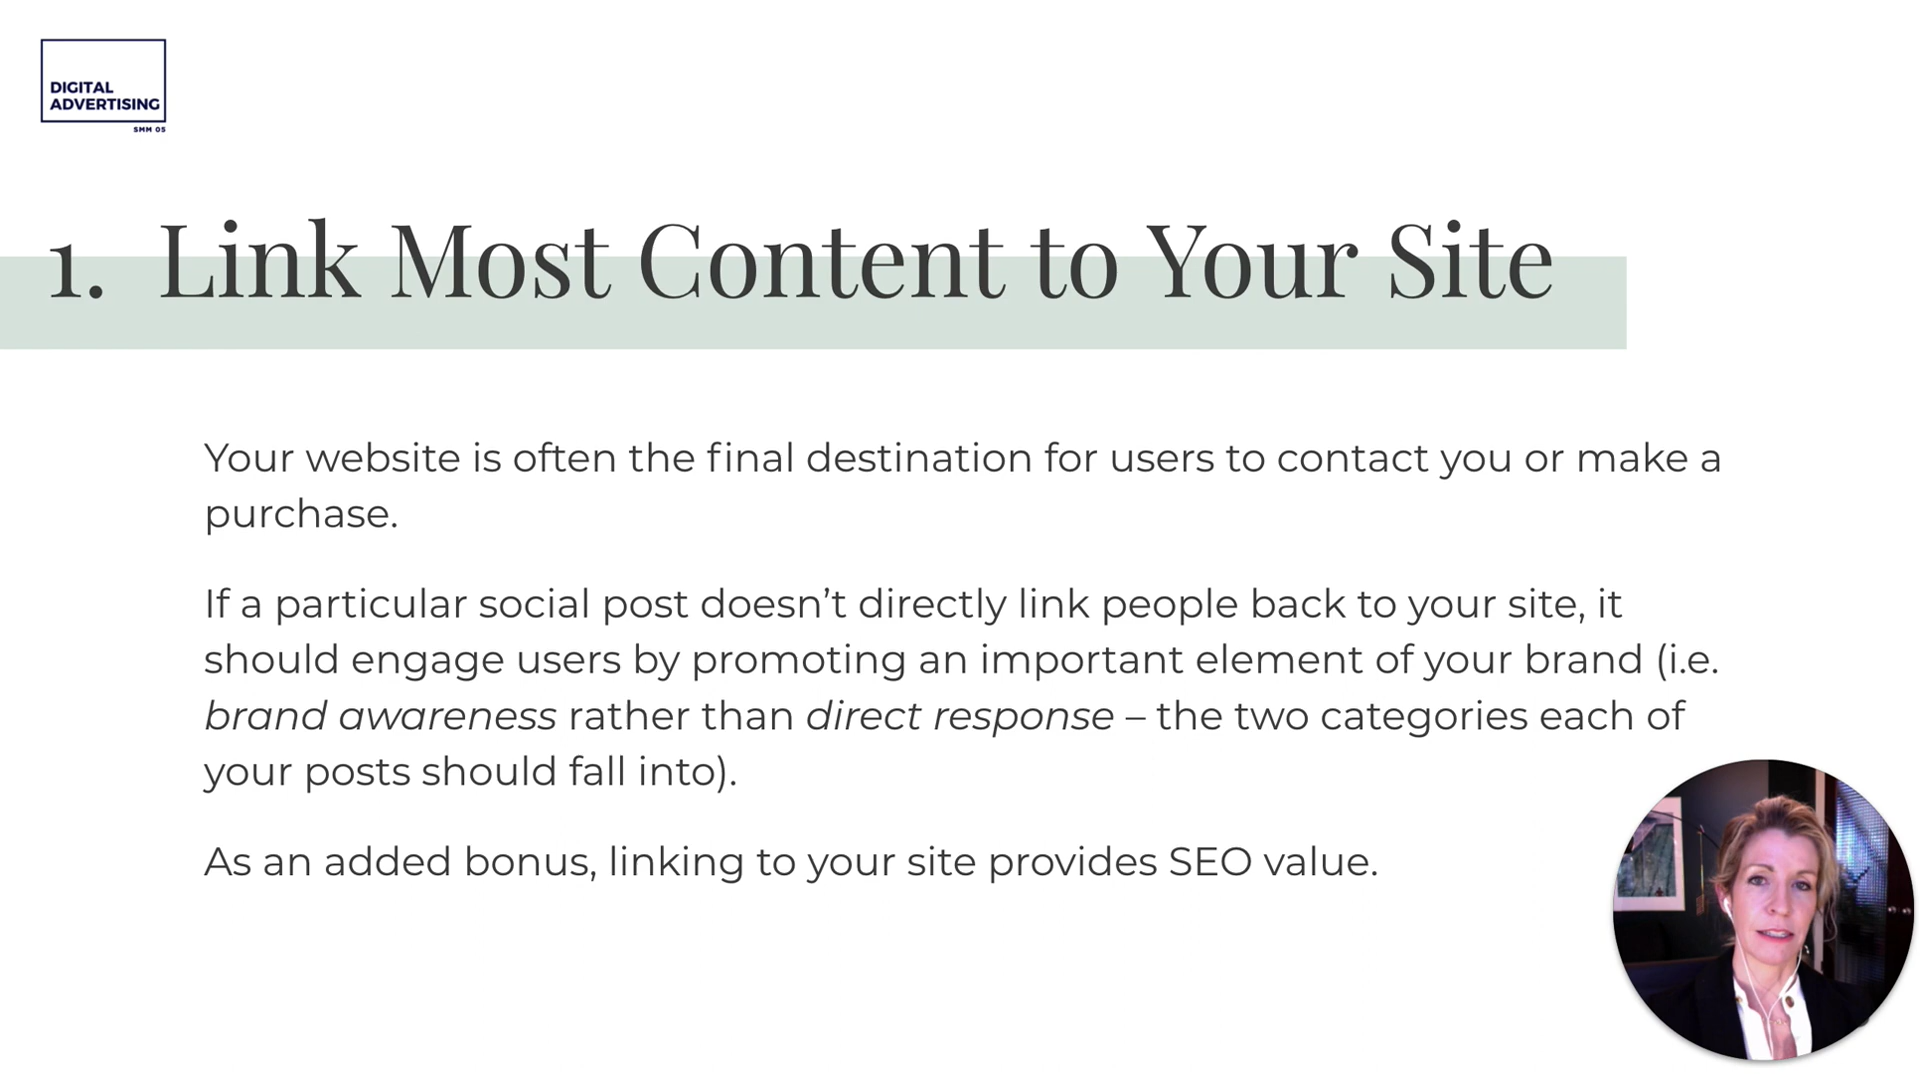 DIGITAL
ADVERTISING
SMM 05
1. Link Most Content to Your Site
Your website is often the final destination for users to contact you or make a
purchase.
If a particular social post doesn’t directly link people back to your site, it
should engage users by promoting an important element of your brand (i.e.
brand awareness rather than direct response – the two categories each of
your posts should fall into).
As an added bonus, linking to your site provides SEO value.